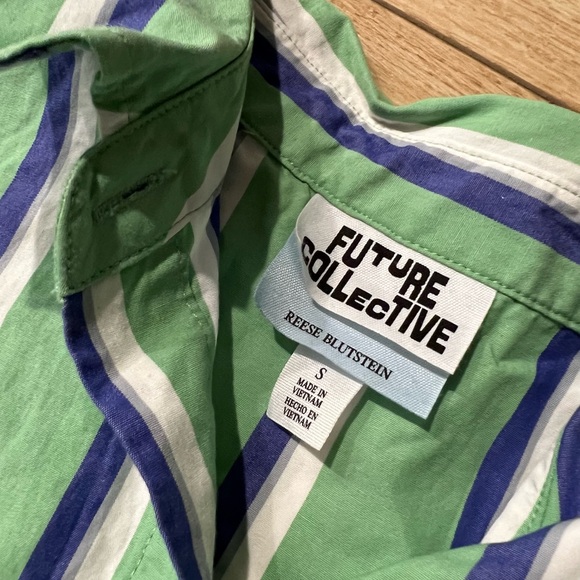 FUTURE
COLLECTIVE
REESE BLUTSTEIN
S
MADE IN
VIETNAM
HECHO EN
VIETNAM